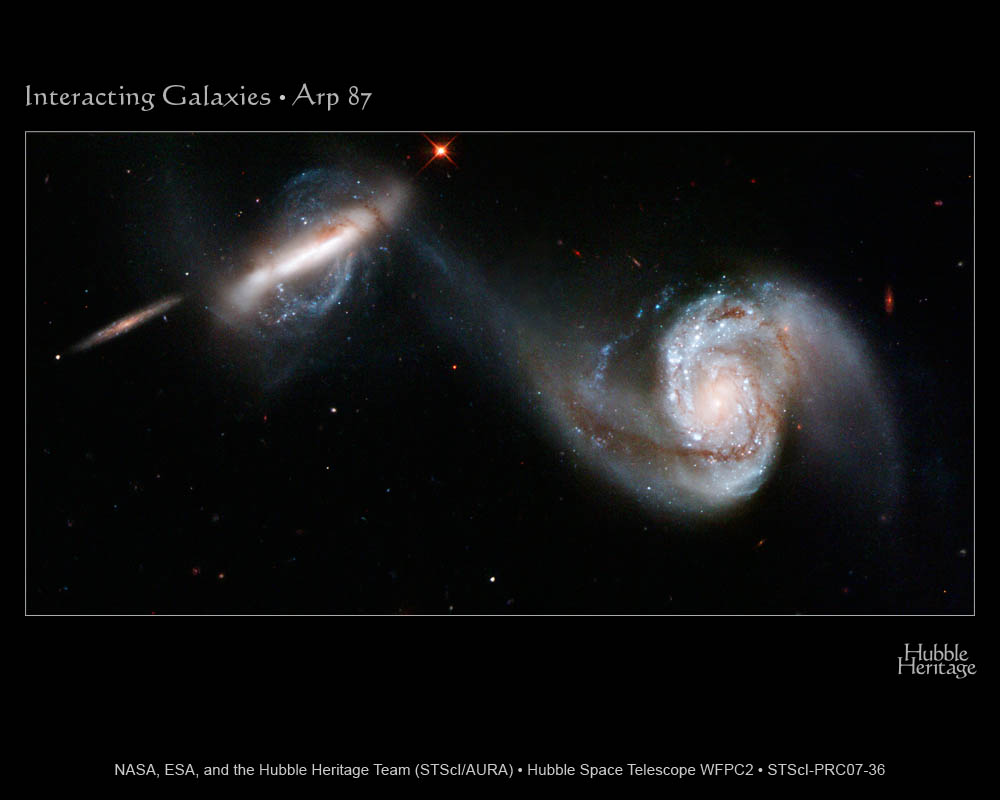 Interacting Galaxies • Arp 87
Hubble
Heritage
NASA, ESA, and the Hubble Heritage Team (STScI/AURA) • Hubble Space Telescope WFPC2 • STScI-PRC07-36